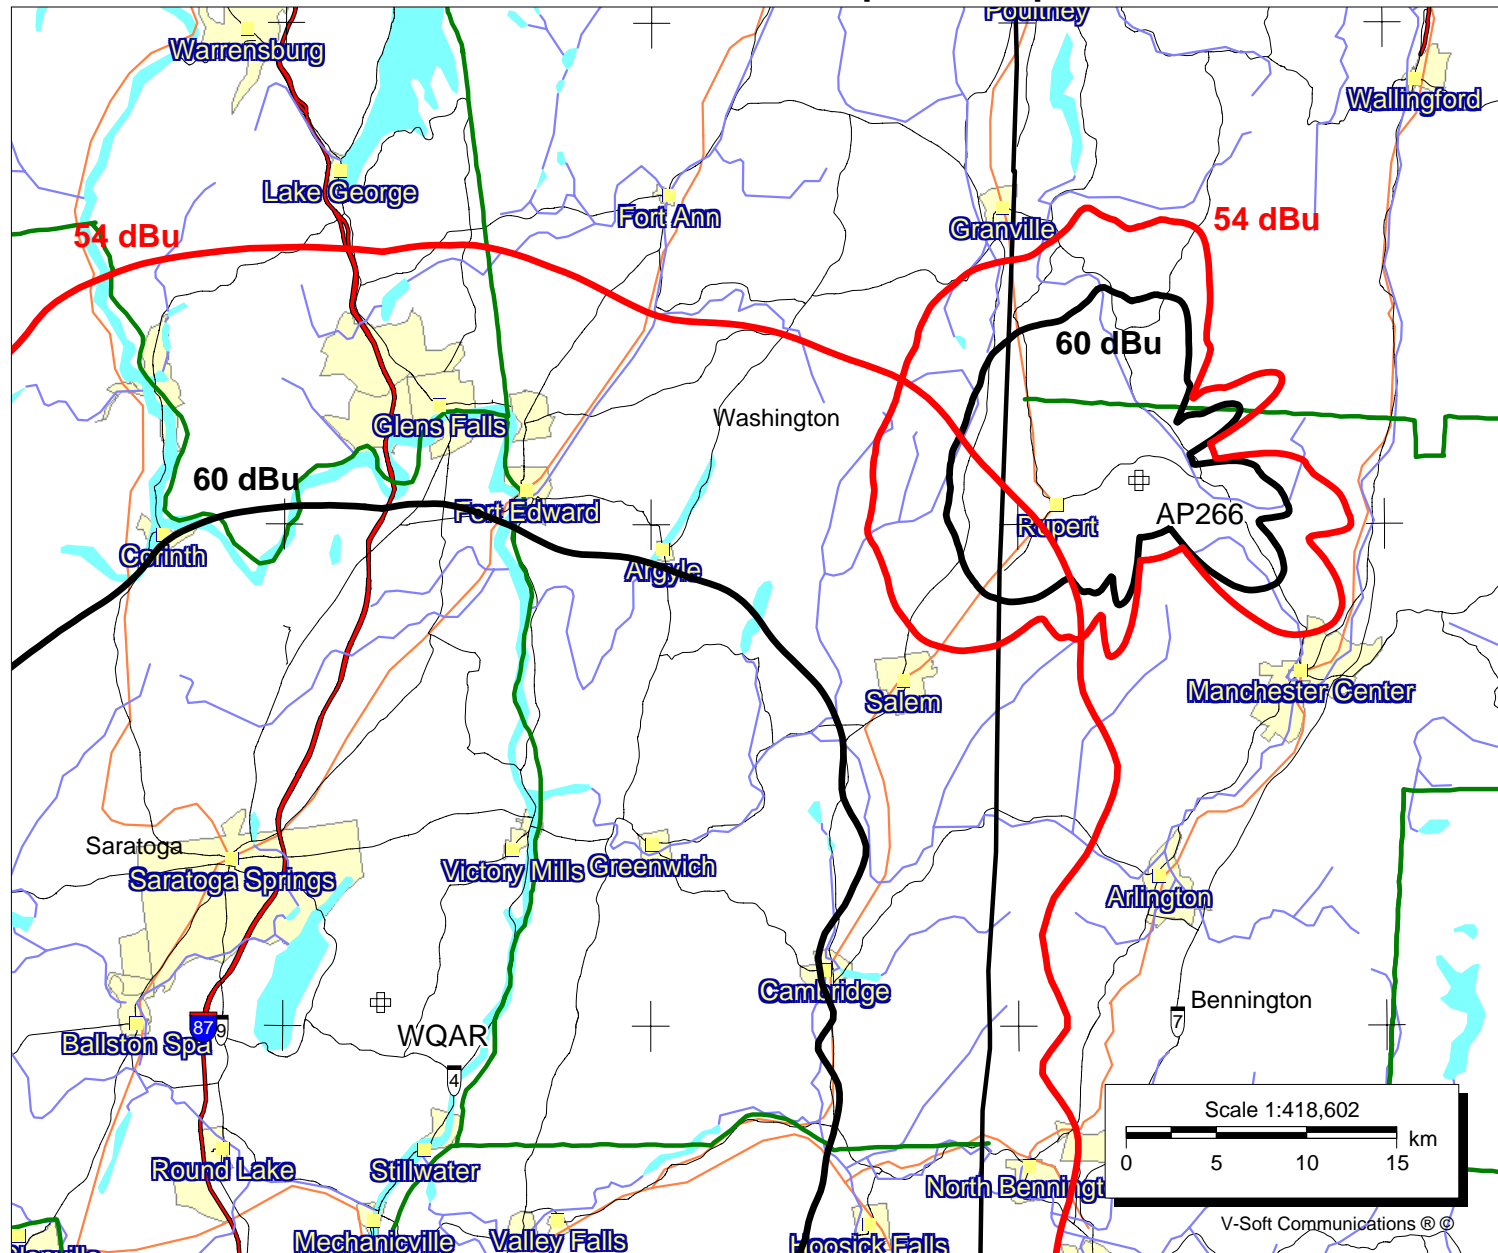 Poultney
Warrensburg
Wallingford
Lake George
Fort Ann
Granville
54 dBu
54 dBu
60 dBu
Washington
Glens Falls
60 dBu
Fort Edward
Rupert
AP266
Corinth
Argyle
Salem
Manchester Center
Saratoga
Saratoga Springs
Victory Mills
Greenwich
Arlington
Cambridge
Bennington
87
9
7
Ballston Spa
WQAR
4
Scale 1:418,602
km
0 5 10 15
Round Lake
Stillwater
North Benningt
V-Soft Communications ® ©
Mechanicville
Valley Falls
Hoosick Falls